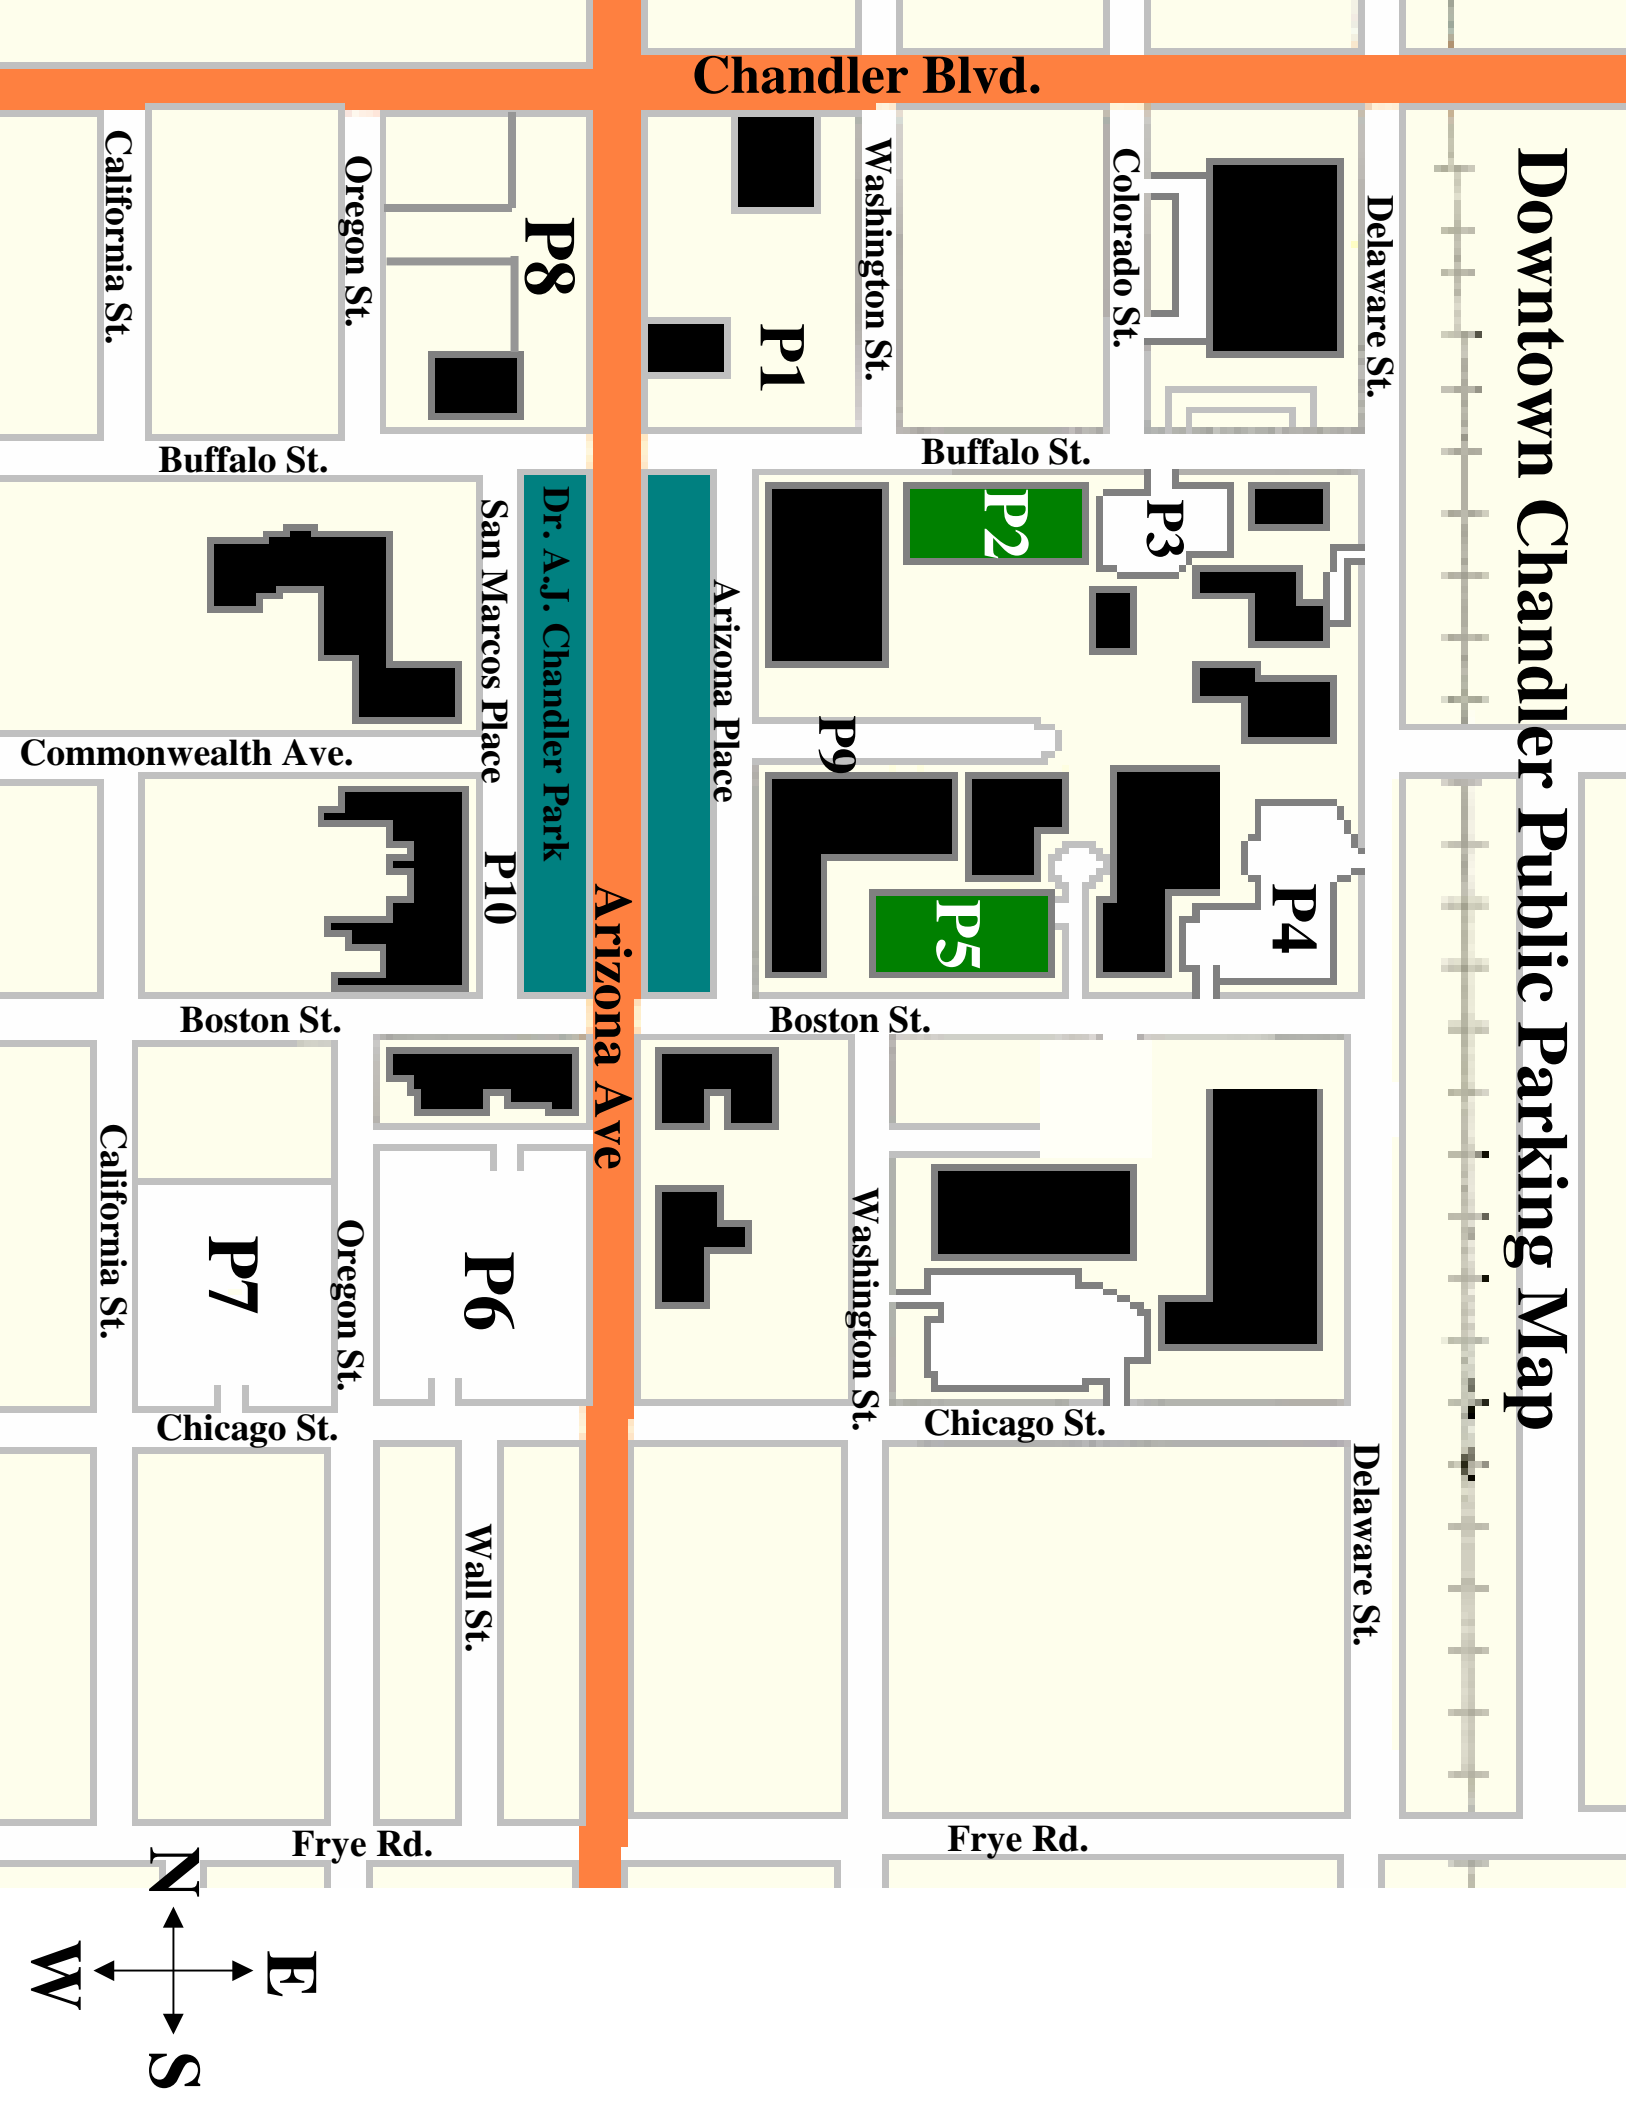 Chandler Blvd.
Downtown Chandler Public Parking Map
California St.
Oregon St.
P8
P1
Washington St.
Colorado St.
Delaware St.
Buffalo St.
Buffalo St.
San Marcos Place
Dr. A.J. Chandler Park
Arizona Place
P2
P3
P9
Commonwealth Ave.
P10
P5
P4
Arizona Ave
Boston St.
Boston St.
California St.
P7
Oregon St.
P6
Washington St.
Chicago St.
Chicago St.
Wall St.
Delaware St.
Frye Rd.
Frye Rd.
N
W
E
S